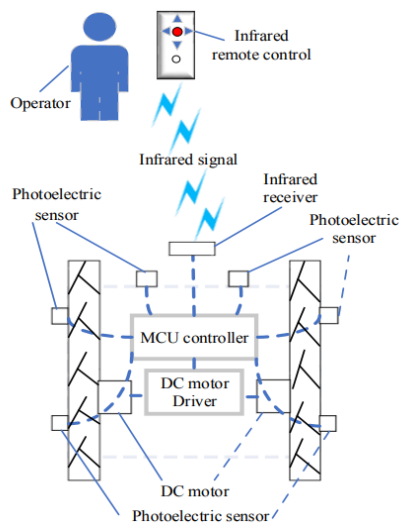 Infrared
remote control
Operator
Infrared signal
Infrared
receiver
Photoelectric
sensor
Photoelectric
sensor
MCU controller
DC motor
Driver
DC motor
Photoelectric sensor